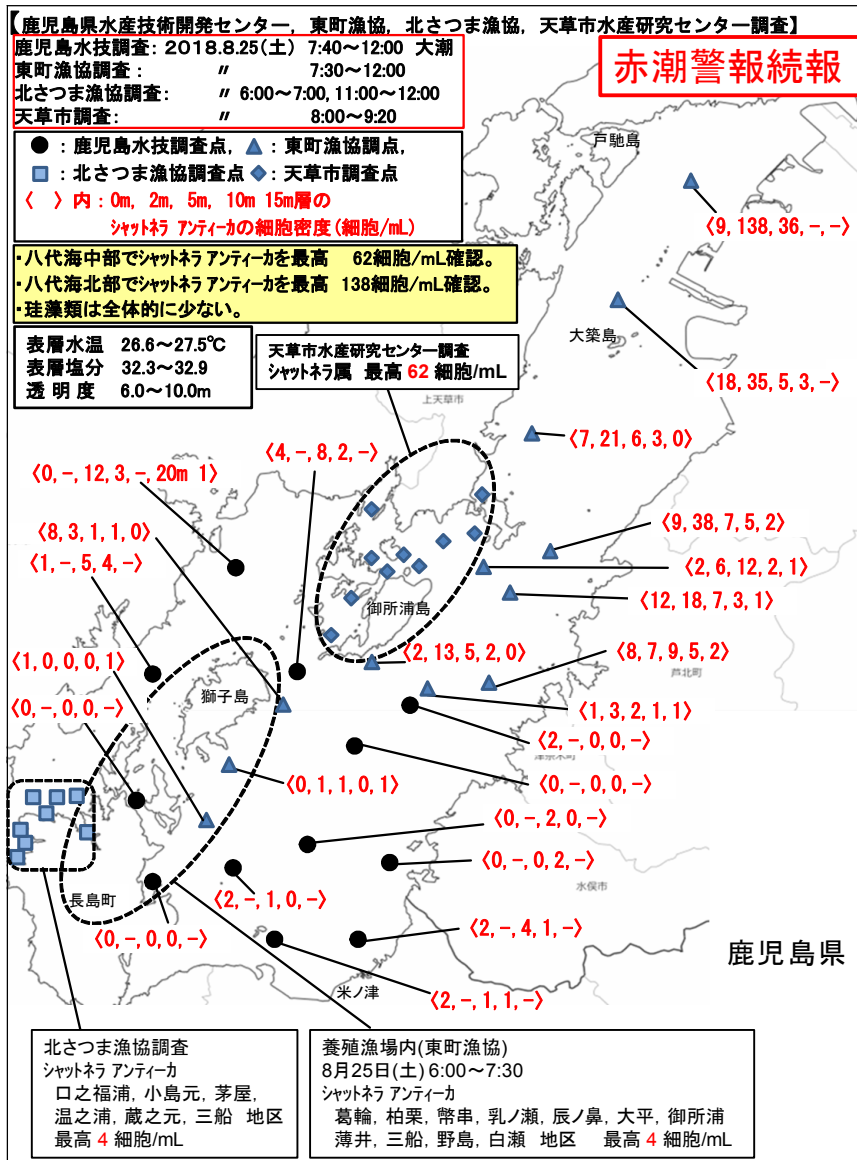 【鹿児島県水産技術開発センター, 東町漁協, 北さつま漁協, 天草市水産研究センター調査】
鹿児島水技調査: 2018.8.25(土) 7:40～12:00 大潮
東町漁協調査: 〃 7:30～12:00
北さつま漁協調査: 〃 6:00～7:00, 11:00～12:00
天草市調査: 〃 8:00～9:20
赤潮警報続報
●: 鹿児島水技調査点, ▲: 東町漁協調点,
■: 北さつま漁協調査点 ◆: 天草市調査点
〈 〉内: 0m, 2m, 5m, 10m 15m層の
シャットネラ アンティーカの細胞密度(細胞/mL)
・八代海中部でシャットネラ アンティーカを最高 62細胞/mL確認。
・八代海北部でシャットネラ アンティーカを最高 138細胞/mL確認。
・珪藻類は全体的に少ない。
表層水温 26.6～27.5℃
表層塩分 32.3～32.9
透明度 6.0～10.0m
天草市水産研究センター調査
シャットネラ属 最高 62 細胞/mL
戸馳島
〈9, 138, 36, -, -〉
大築島
〈18, 35, 5, 3, -〉
上天草市
〈7, 21, 6, 3, 0〉
〈4, -, 8, 2, -〉
〈0, -, 12, 3, -, 20m 1〉
〈8, 3, 1, 1, 0〉
〈1, -, 5, 4, -〉
〈9, 38, 7, 5, 2〉
〈2, 6, 12, 2, 1〉
〈12, 18, 7, 3, 1〉
御所浦島
〈2, 13, 5, 2, 0〉
〈8, 7, 9, 5, 2〉
芦北町
〈1, 0, 0, 0, 1〉
獅子島
〈0, -, 0, 0, -〉
〈1, 3, 2, 1, 1〉
〈2, -, 0, 0, -〉
津奈木町
〈0, 1, 1, 0, 1〉
〈0, -, 0, 0, -〉
〈0, -, 2, 0, -〉
〈0, -, 0, 2, -〉
水俣市
長島町
〈2, -, 1, 0, -〉
〈0, -, 0, 0, -〉
〈2, -, 4, 1, -〉
鹿児島県
米ノ津
〈2, -, 1, 1, -〉
北さつま漁協調査
シャットネラ アンティーカ
口之福浦, 小島元, 茅屋,
温之浦, 蔵之元, 三船 地区
最高 4 細胞/mL
養殖漁場内(東町漁協)
8月25日(土) 6:00～7:30
シャットネラ アンティーカ
葛輪, 柏栗, 幣串, 乳ノ瀬, 辰ノ鼻, 大平, 御所浦
薄井, 三船, 野島, 白瀬 地区 最高 4 細胞/mL